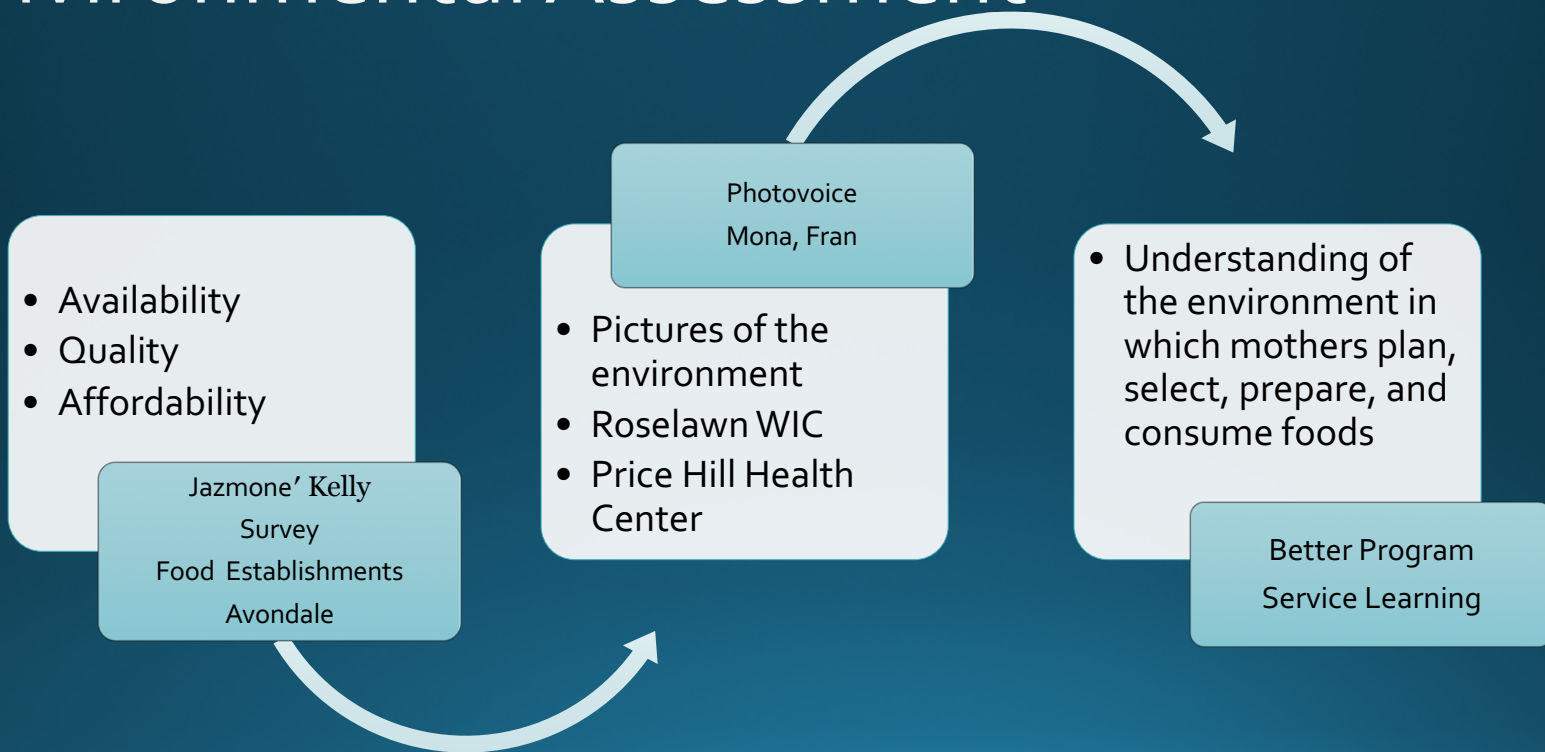 Assessment
• Availability
• Quality
• Affordability
Jazmone′ Kelly
Survey
Food Establishments
Avondale
Photovoice
Mona, Fran
• Pictures of the
environment
• Roselawn WIC
• Price Hill Health
Center
• Understanding of
the environment in
which mothers plan,
select, prepare, and
consume foods
Better Program
Service Learning